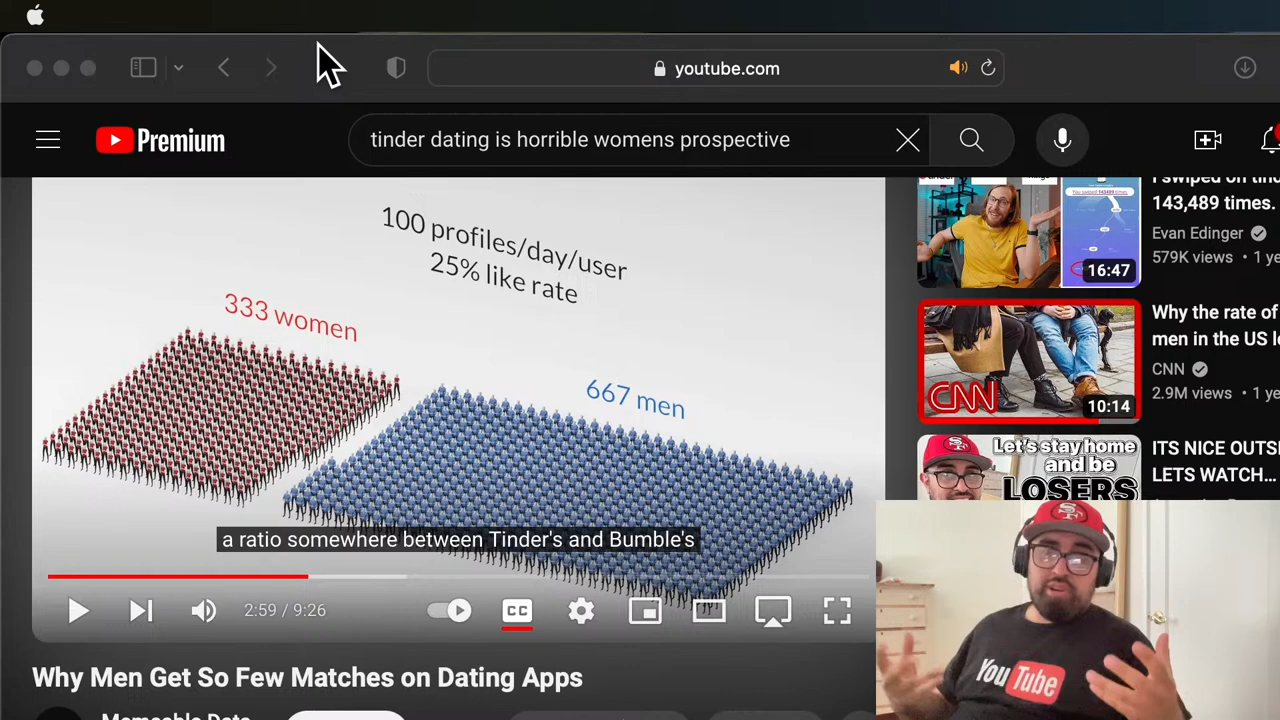 youtube.com
Premium
tinder dating is horrible womens prospective
100 profiles/day/user
25% like rate
333 women
667 men
a ratio somewhere between Tinder's and Bumble's
2:59 / 9:26
CC
Why Men Get So Few Matches on Dating Apps
I swiped on
143,489 times.
Evan Edinger
579K views • 1
16:47
Why the rate of
men in the US
CNN
2.9M views • 1
CNN
10:14
ITS NICE
LETS WATCH...
Let's stay home
and be
LOSERS
YouTube